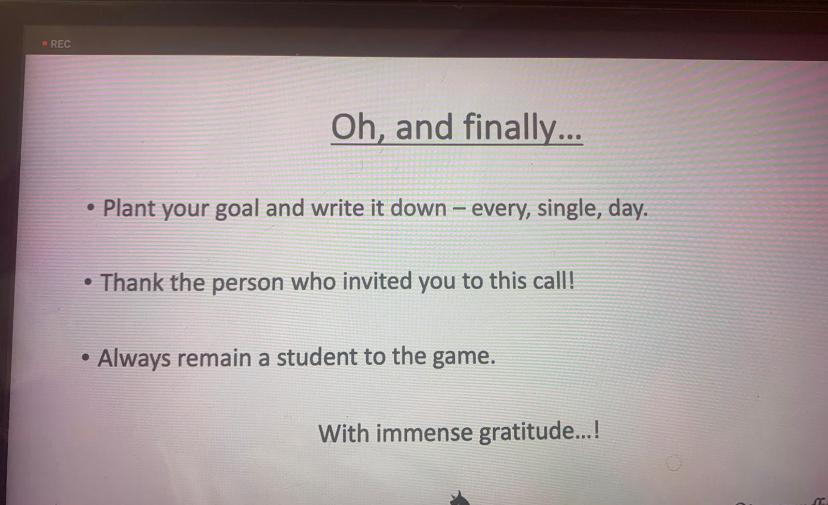 REC
Oh, and finally...
• Plant your goal and write it down – every, single, day.
• Thank the person who invited you to this call!
• Always remain a student to the game.
With immense gratitude...!